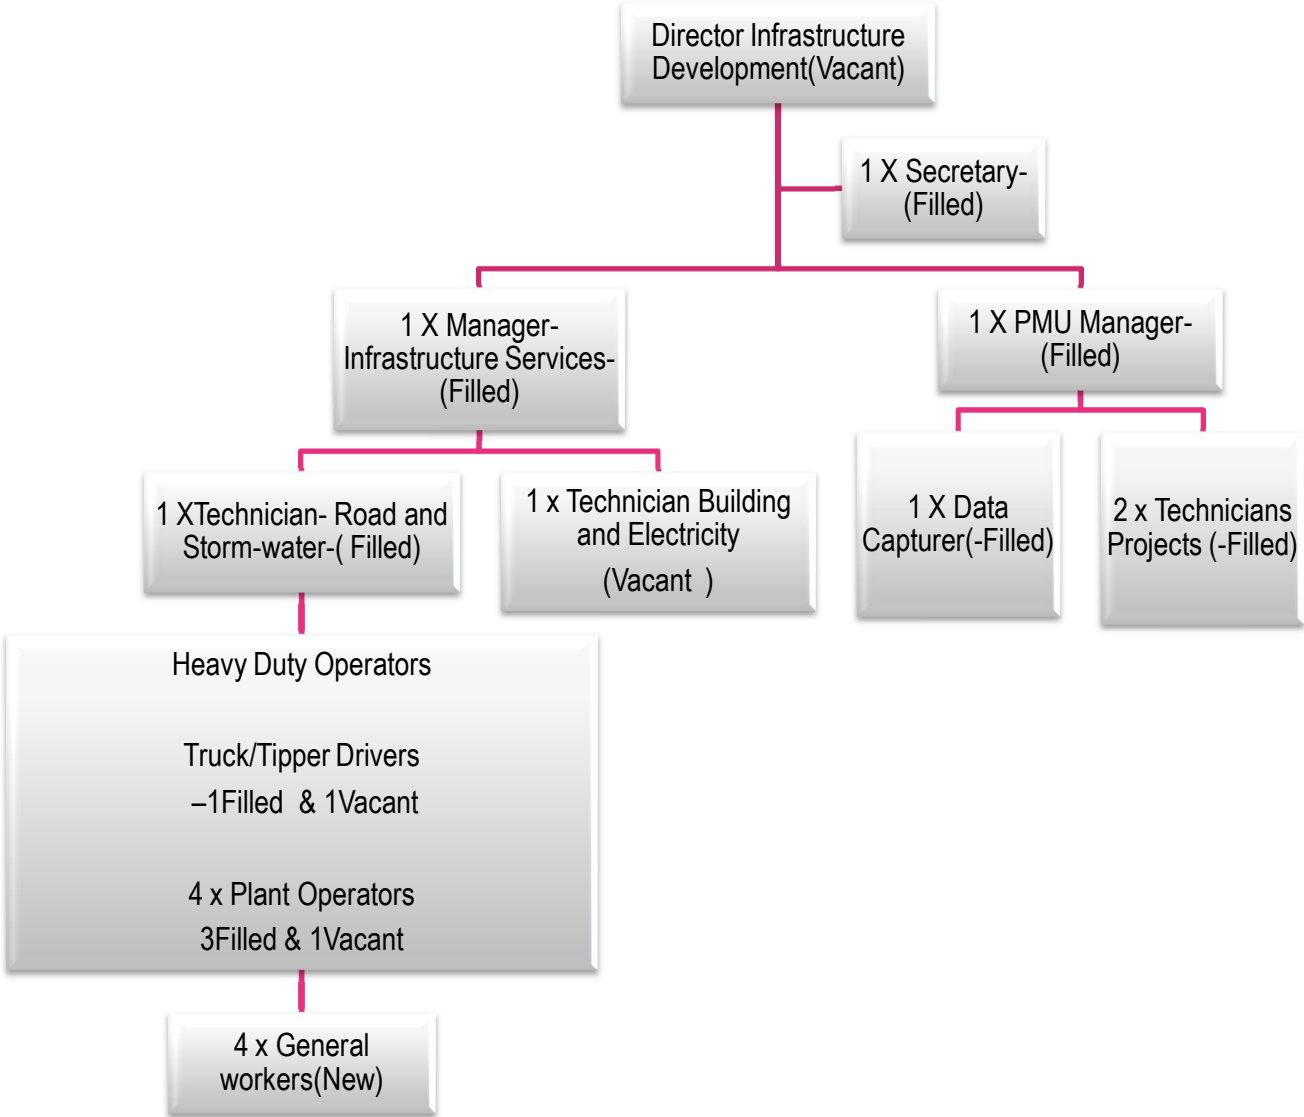 Director Infrastructure
Development(Vacant)
1 X Secretary-
(Filled)
1 X Manager-
Infrastructure Services-
(Filled)
1 X PMU Manager-
(Filled)
1 XTechnician- Road and
Storm-water-( Filled)
1 x Technician Building
and Electricity
(Vacant  )
1 X Data
Capturer(-Filled)
2 x Technicians
Projects (-Filled)
Heavy Duty Operators
Truck/Tipper Drivers
–1Filled  & 1Vacant
4 x Plant Operators
3Filled & 1Vacant
4 x General
workers(New)